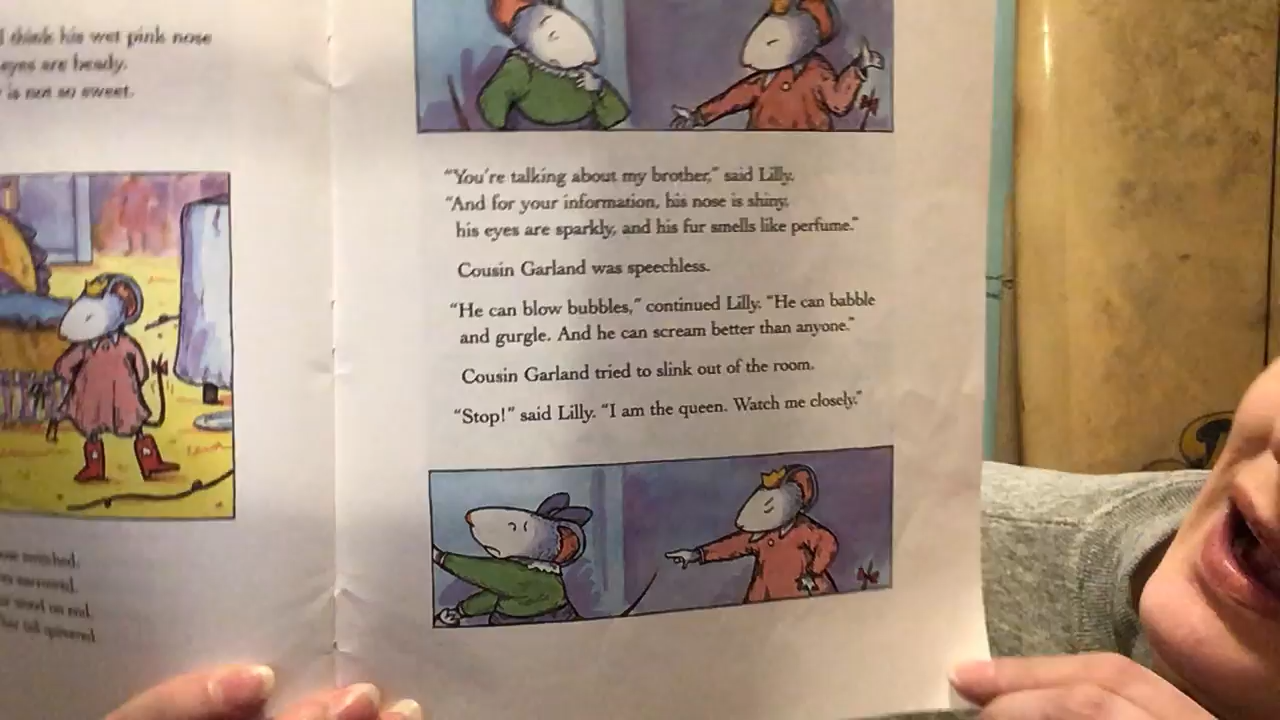 I think his wet pink nose
eyes are beady.
is not so sweet.
"You're talking about my brother," said Lilly.
"And for your information, his nose is shiny,
his eyes are sparkly, and his fur smells like perfume."
Cousin Garland was speechless.
"He can blow bubbles," continued Lilly. "He can babble
and gurgle. And he can scream better than anyone."
Cousin Garland tried to slink out of the room.
"Stop!" said Lilly. "I am the queen. Watch me closely."